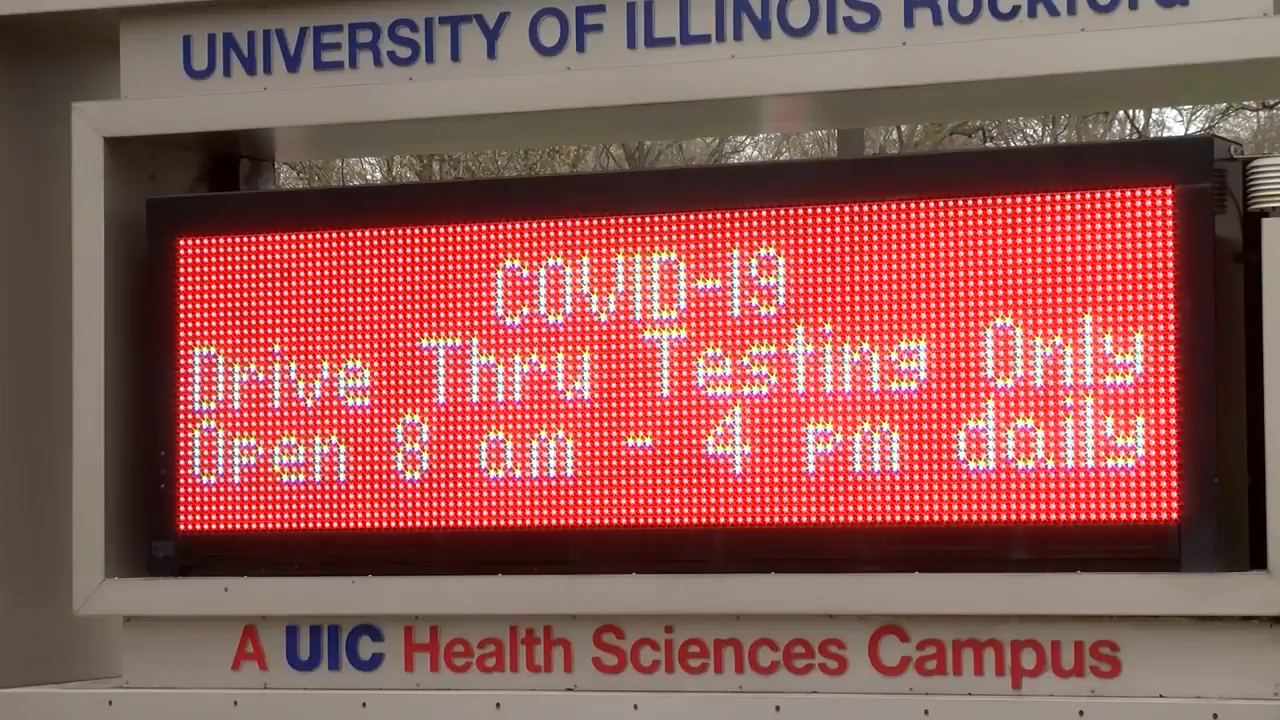 UNIVERSITY OF ILLINOIS Rockford
COVID-19
Drive Thru Testing Only
Open 8 am - 4 pm daily
A UIC Health Sciences Campus